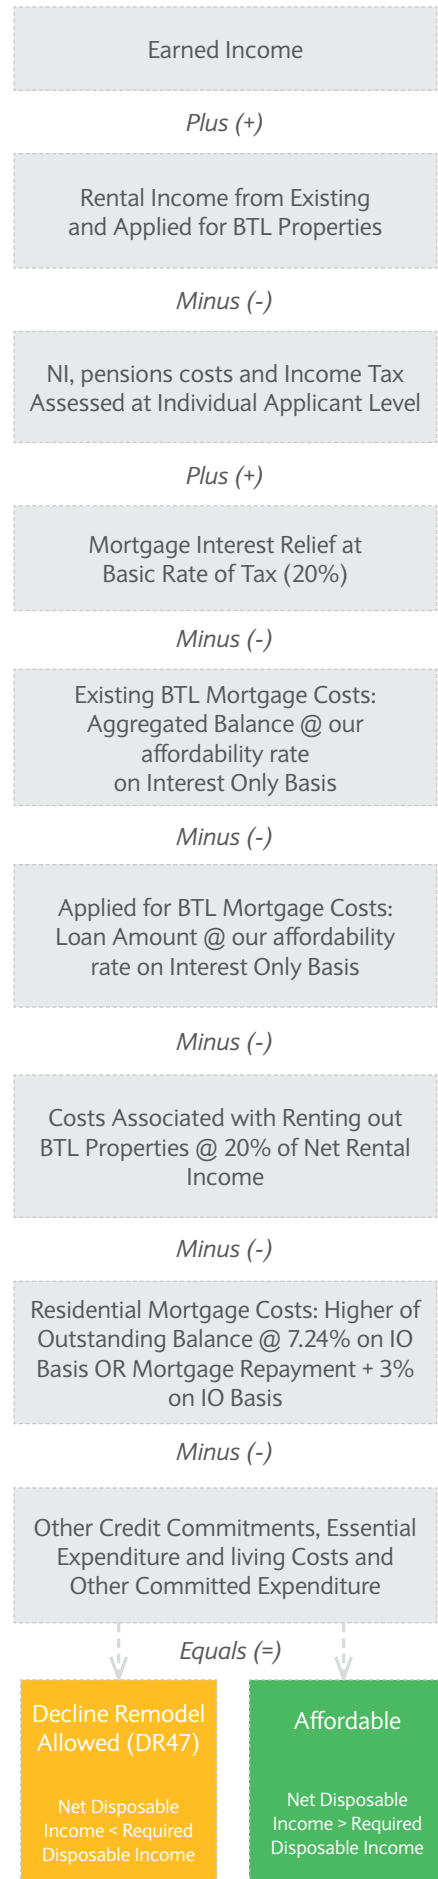 Earned Income
Plus (+)
Rental Income from Existing
and Applied for BTL Properties
Minus (-)
NI, pensions costs and Income Tax
Assessed at Individual Applicant Level
Plus (+)
Mortgage Interest Relief at
Basic Rate of Tax (20%)
Minus (-)
Existing BTL Mortgage Costs:
Aggregated Balance @ our
affordability rate
on Interest Only Basis
Minus (-)
Applied for BTL Mortgage Costs:
Loan Amount @ our affordability
rate on Interest Only Basis
Minus (-)
Costs Associated with Renting out
BTL Properties @ 20% of Net Rental
Income
Minus (-)
Residential Mortgage Costs: Higher of
Outstanding Balance @ 7.24% on IO
Basis OR Mortgage Repayment + 3%
on IO Basis
Minus (-)
Other Credit Commitments, Essential
Expenditure and living Costs and
Other Committed Expenditure
Equals (=)
Decline Remodel
Allowed (DR47)
Net Disposable
Income < Required
Disposable Income
Affordable
Net Disposable
Income > Required
Disposable Income